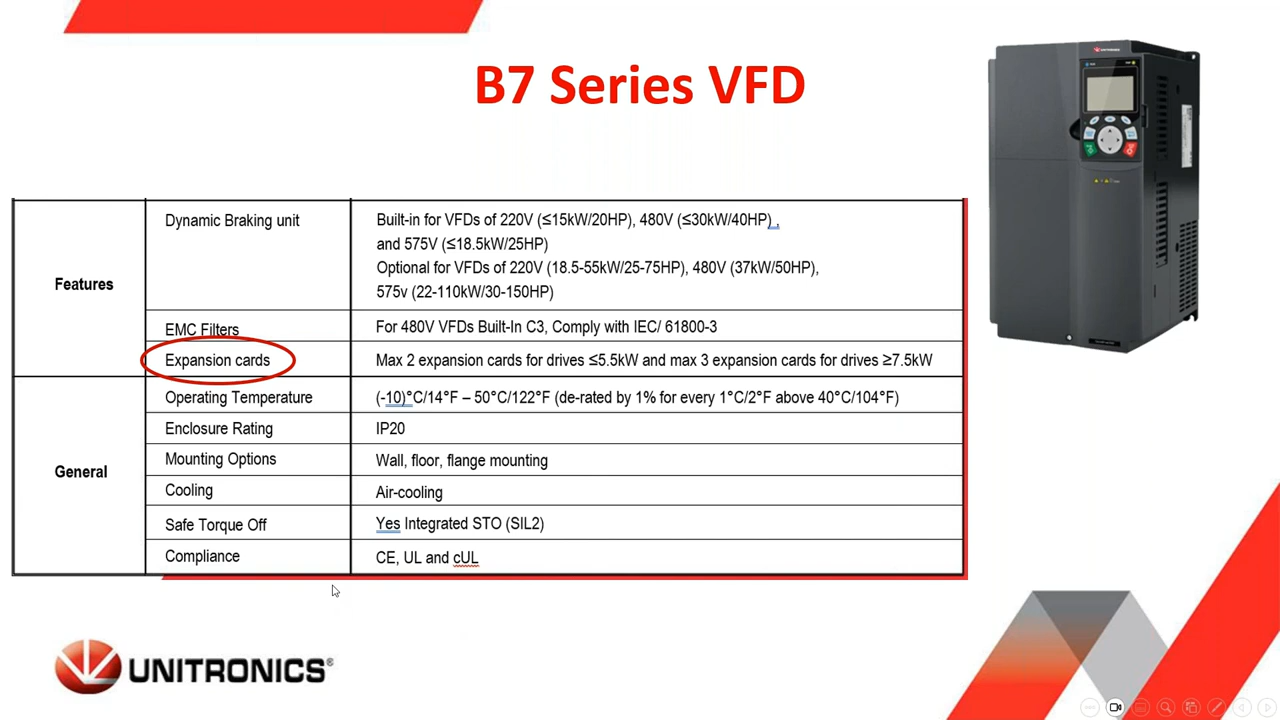 B7 Series VFD
UNITRONICS
Features
Dynamic Braking unit
Built-in for VFDs of 220V (≤15kW/20HP), 480V (≤30kW/40HP) ,
and 575V (≤18.5kW/25HP)
Optional for VFDs of 220V (18.5-55kW/25-75HP), 480V (37kW/50HP),
575v (22-110kW/30-150HP)
EMC Filters
For 480V VFDs Built-In C3, Comply with IEC/ 61800-3
Expansion cards
Max 2 expansion cards for drives ≤5.5kW and max 3 expansion cards for drives ≥7.5kW
General
Operating Temperature
(-10)°C/14°F – 50°C/122°F (de-rated by 1% for every 1°C/2°F above 40°C/104°F)
Enclosure Rating
IP20
Mounting Options
Wall, floor, flange mounting
Cooling
Air-cooling
Safe Torque Off
Yes Integrated STO (SIL2)
Compliance
CE, UL and cUL
UNITRONICS®